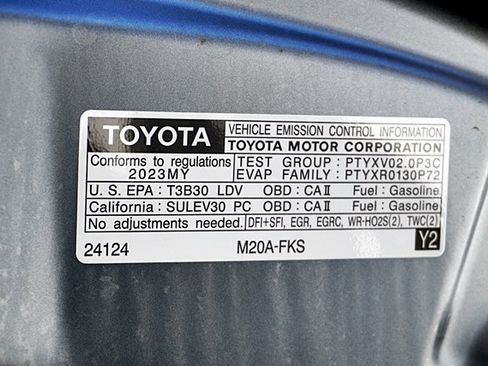 TOYOTA
VEHICLE EMISSION CONTROL INFORMATION
TOYOTA MOTOR CORPORATION
Conforms to regulations
2023MY
TEST GROUP : PTYXV02.0P3C
EVAP FAMILY : PTYXR0130P72
U.S. EPA : T3B30 LDV OBD : CAⅡ Fuel : Gasoline
California : SULEV30 PC OBD : CAⅡ Fuel : Gasoline
No adjustments needed. DFI+SFI, EGR, EGRC, WR-HO2S(2), TWC(2)
24124 M20A-FKS Y2